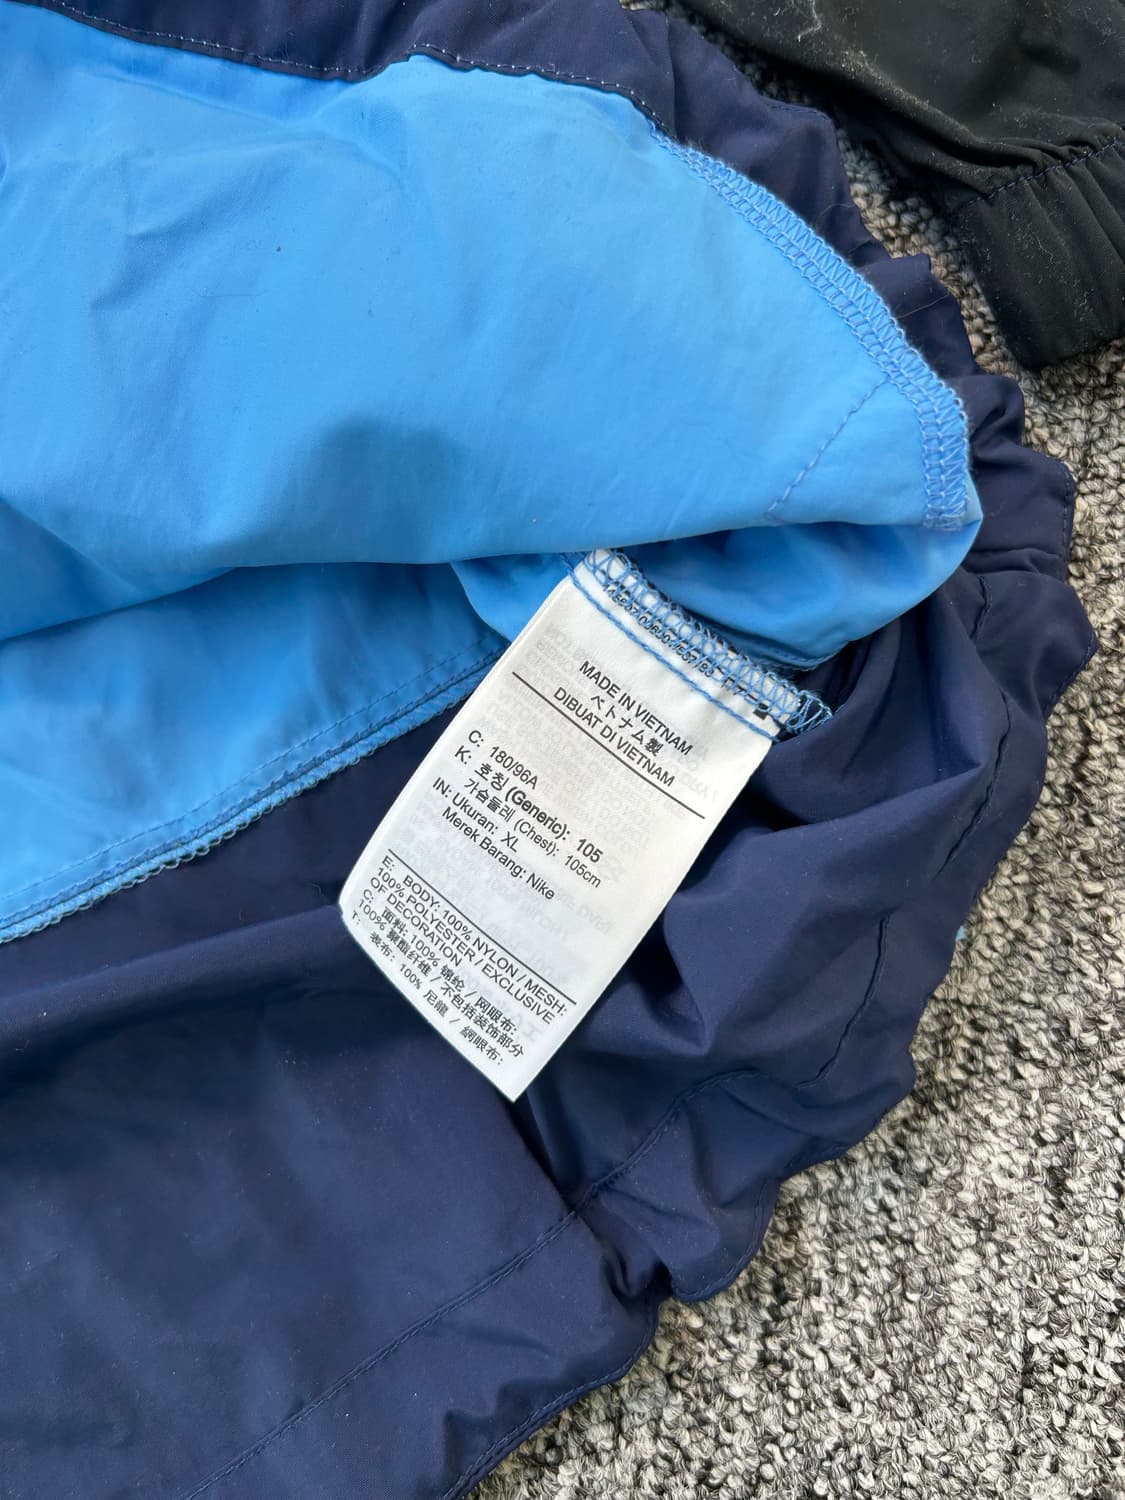 MADE IN VIETNAM
ベトナム製
DIBUAT DI VIETNAM
C: 180/96A
K: 호칭 (Generic): 105
가슴둘레 (Chest): 105cm
IN: Ukuran: XL
Merek Barang: Nike
E: BODY: 100% NYLON / MESH:
100% POLYESTER / EXCLUSIVE
OF DECORATION
C: 面料: 100% 锦纶 / 网眼布:
100% 聚酯纤维 / 不包括装饰部分
T: 表布: 100% 尼龍 / 網眼布: